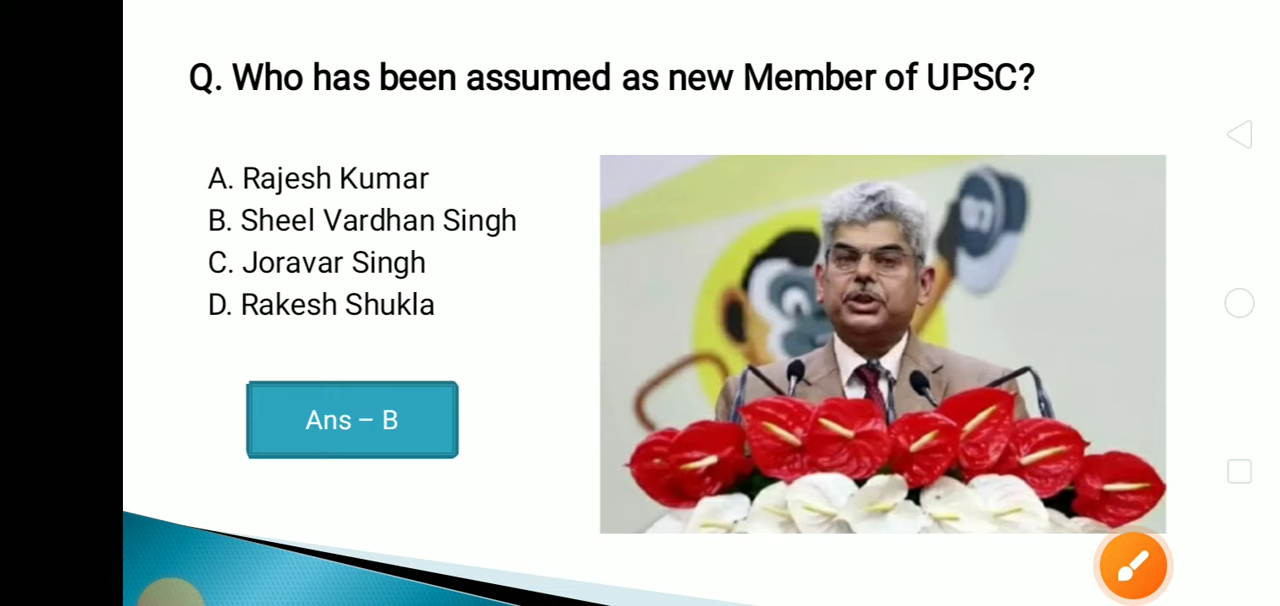 Q. Who has been assumed as new Member of UPSC?
A. Rajesh Kumar
B. Sheel Vardhan Singh
C. Joravar Singh
D. Rakesh Shukla
Ans – B